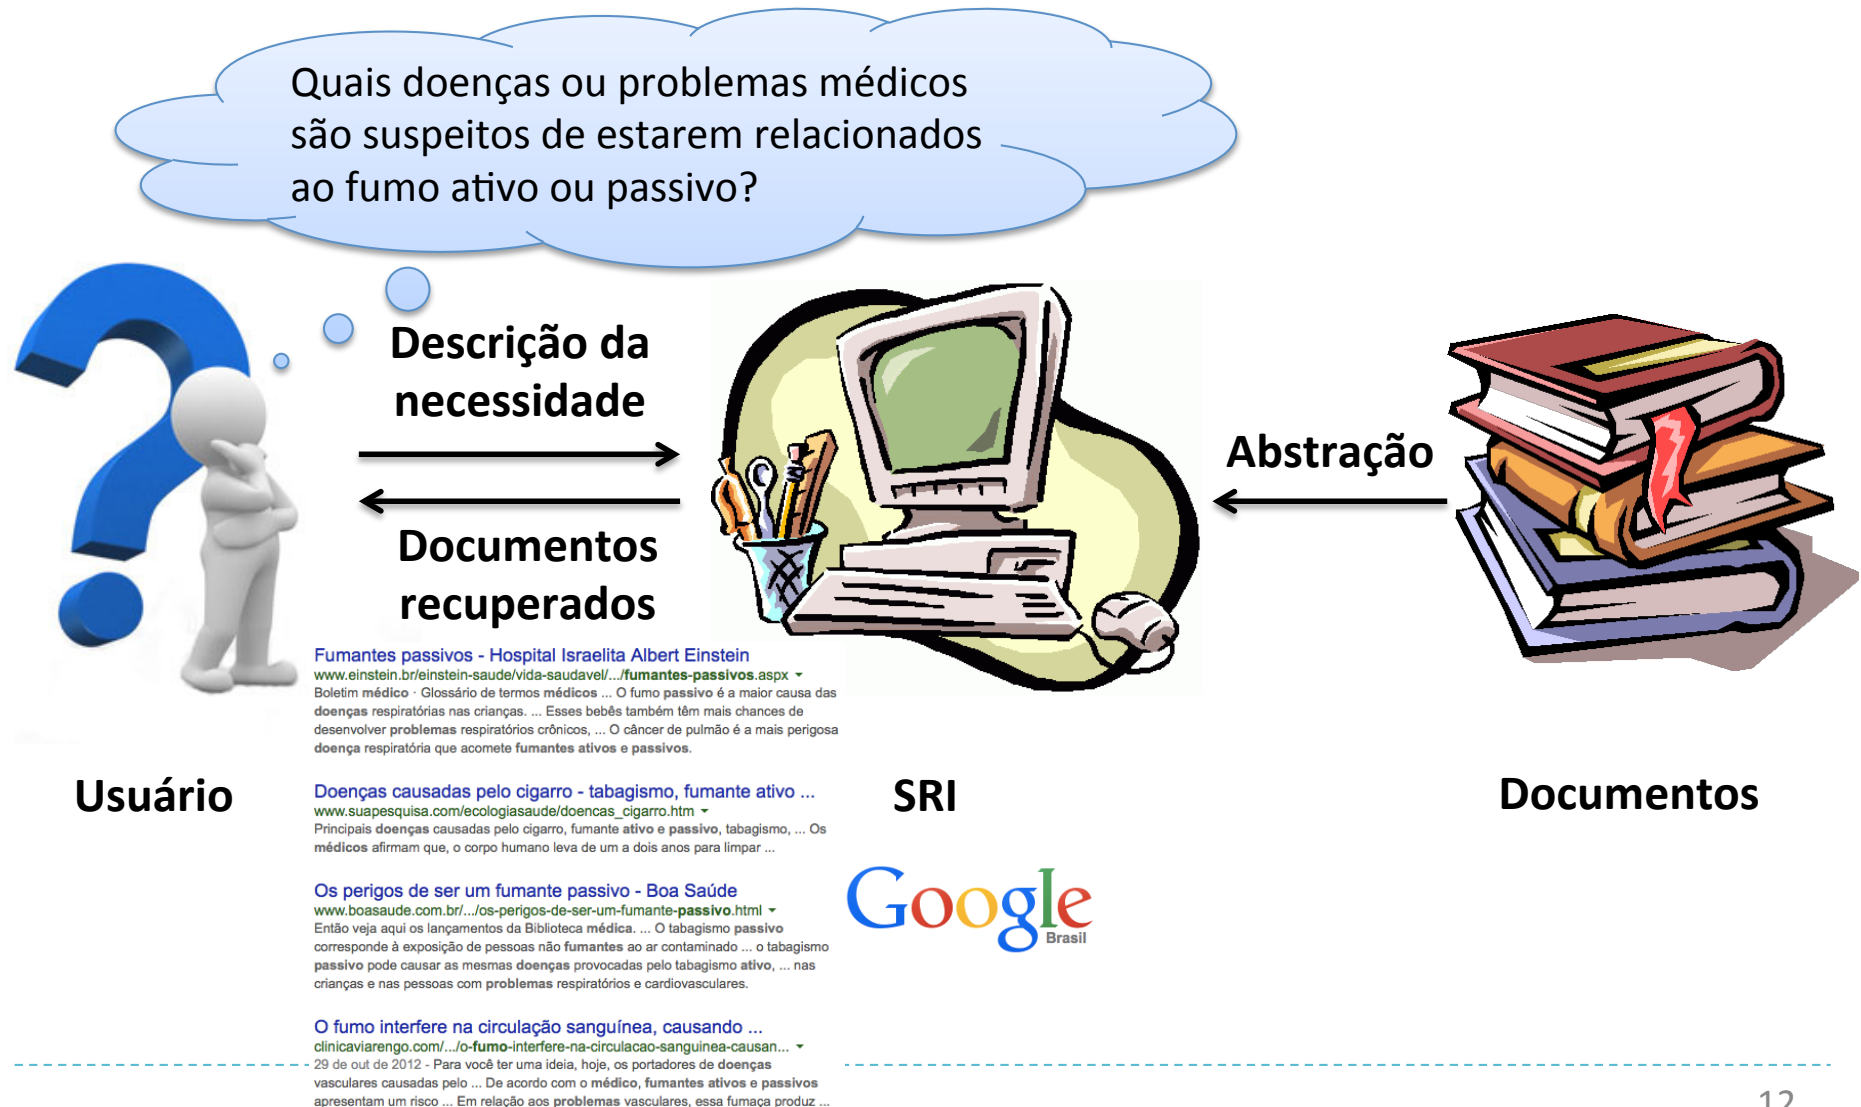 Quais doenças ou problemas médicos
são suspeitos de estarem relacionados
ao fumo ativo ou passivo?
Descrição da
necessidade
Abstração
Documentos
recuperados
Fumantes passivos - Hospital Israelita Albert Einstein
www.einstein.br/einstein-saude/vida-saudavel/.../fumantes-passivos.aspx
Boletim médico · Glossário de termos médicos ... O fumo passivo é a maior causa das
doenças respiratórias nas crianças. ... Esses bebês também têm mais chances de
desenvolver problemas respiratórios crônicos, ... O câncer de pulmão é a mais perigosa
doença respiratória que acomete fumantes ativos e passivos.
Usuário
SRI
Documentos
Doenças causadas pelo cigarro - tabagismo, fumante ativo ...
www.suapesquisa.com/ecologiasaude/doencas_cigarro.htm
Principais doenças causadas pelo cigarro, fumante ativo e passivo, tabagismo, ... Os
médicos afirmam que, o corpo humano leva de um a dois anos para limpar ...
Os perigos de ser um fumante passivo - Boa Saúde
www.boasaude.com.br/.../os-perigos-de-ser-um-fumante-passivo.html
Então veja aqui os lançamentos da Biblioteca médica. ... O tabagismo passivo
corresponde à exposição de pessoas não fumantes ao ar contaminado ... o tabagismo
passivo pode causar as mesmas doenças provocadas pelo tabagismo ativo, ... nas
crianças e nas pessoas com problemas respiratórios e cardiovasculares.
Google
Brasil
O fumo interfere na circulação sanguínea, causando ...
clinicaviarengo.com/.../o-fumo-interfere-na-circulacao-sanguinea-causan...
29 de out de 2012 - Para você ter uma ideia, hoje, os portadores de doenças
vasculares causadas pelo ... De acordo com o médico, fumantes ativos e passivos
apresentam um risco ... Em relação aos problemas vasculares, essa fumaça produz ...
12